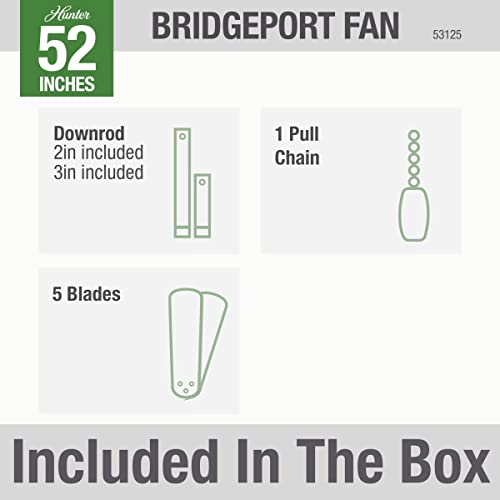 Hunter
52
INCHES
BRIDGEPORT FAN
53125
Downrod
2in included
3in included
1 Pull
Chain
5 Blades
Included In The Box